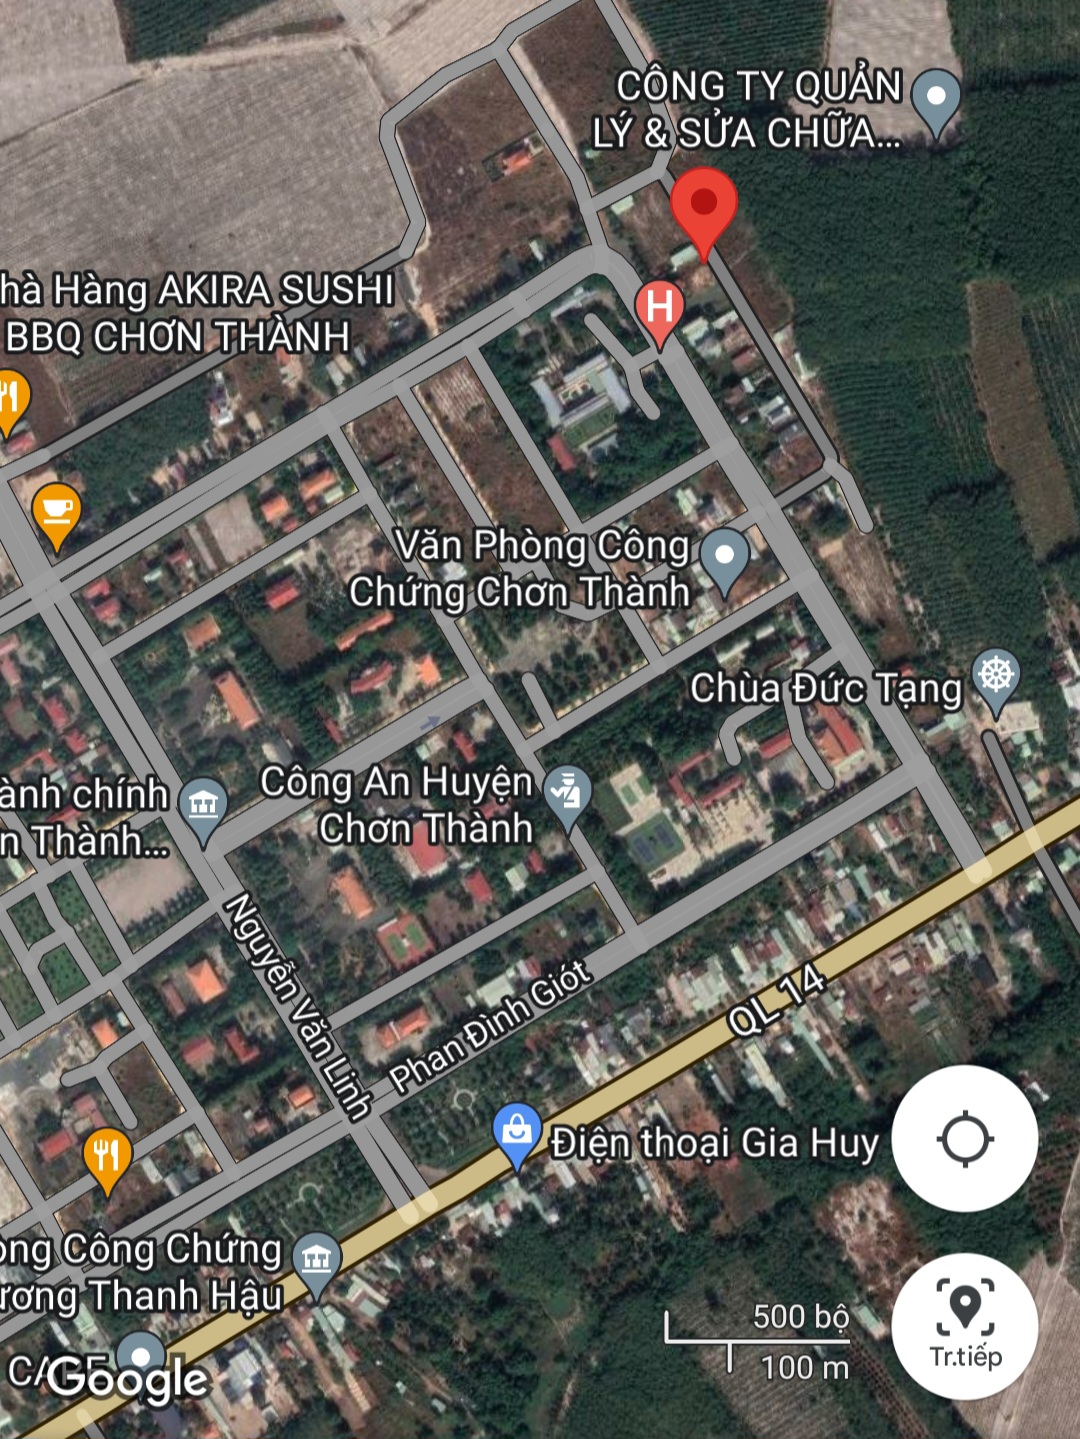 CÔNG TY QUẢN
LÝ & SỬA CHỮA...
hà Hàng AKIRA SUSHI
BBQ CHƠN THÀNH
H
Văn Phòng Công
Chứng Chơn Thành
Chùa Đức Tạng
ành chính
n Thành...
Công An Huyện
Chơn Thành
Nguyễn Văn Linh
Phan Đình Giót
QL 14
Điện thoại Gia Huy
òng Công Chứng
ương Thanh Hậu
500 bộ
100 m
Tr.tiếp
Google